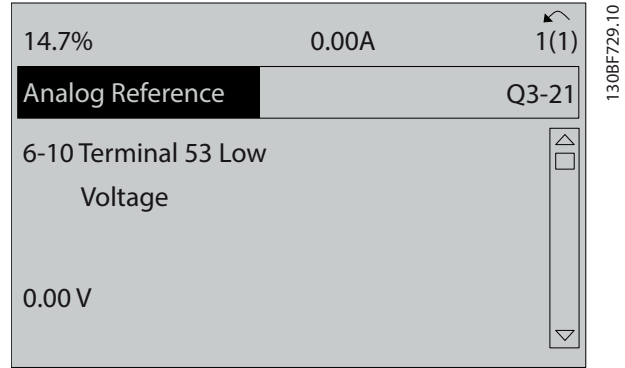 14.7% 0.00A 1(1)
Analog Reference Q3-21
6-10 Terminal 53 Low
Voltage
0.00 V
130BF729.10